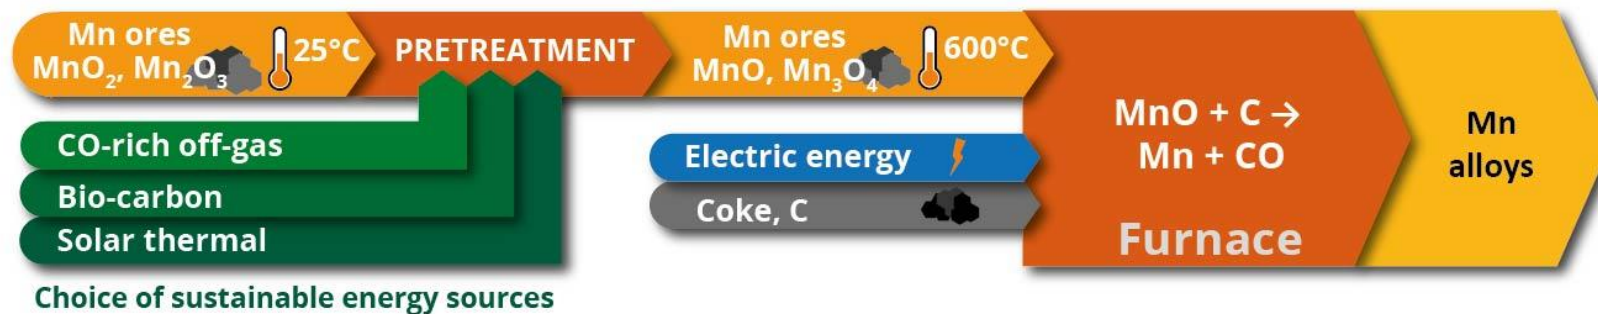 Mn ores
MnO₂, Mn₂O₃
25°C
PRETREATMENT
Mn ores
MnO, Mn₃O₄
600°C
CO-rich off-gas
Bio-carbon
Solar thermal
Choice of sustainable energy sources
Electric energy
Coke, C
MnO + C →
Mn + CO
Furnace
Mn
alloys